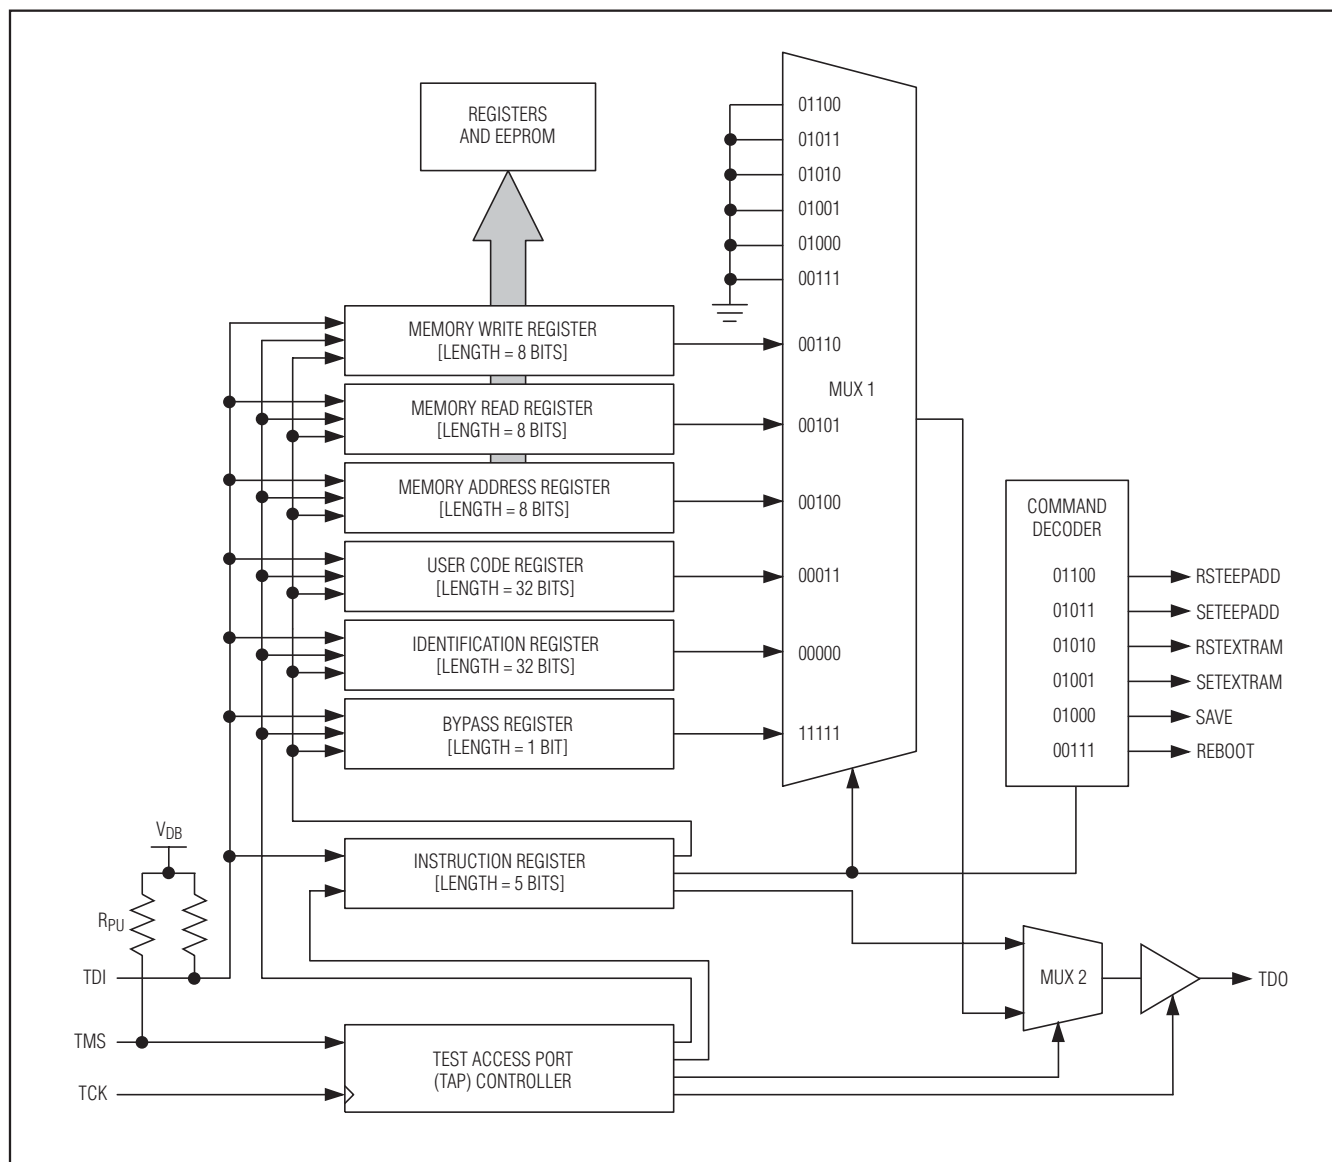 REGISTERS
AND EEPROM
01100
01011
01010
01001
01000
00111
MEMORY WRITE REGISTER
[LENGTH = 8 BITS]
00110
MUX 1
MEMORY READ REGISTER
[LENGTH = 8 BITS]
00101
MEMORY ADDRESS REGISTER
[LENGTH = 8 BITS]
00100
USER CODE REGISTER
[LENGTH = 32 BITS]
00011
IDENTIFICATION REGISTER
[LENGTH = 32 BITS]
00000
BYPASS REGISTER
[LENGTH = 1 BIT]
11111
COMMAND
DECODER
01100 RSTEEPADD
01011 SETEEPADD
01010 RSTEXTRAM
01001 SETEXTRAM
01000 SAVE
00111 REBOOT
VDB
INSTRUCTION REGISTER
[LENGTH = 5 BITS]
RPU
TDI
MUX 2
TDO
TMS
TEST ACCESS PORT
(TAP) CONTROLLER
TCK